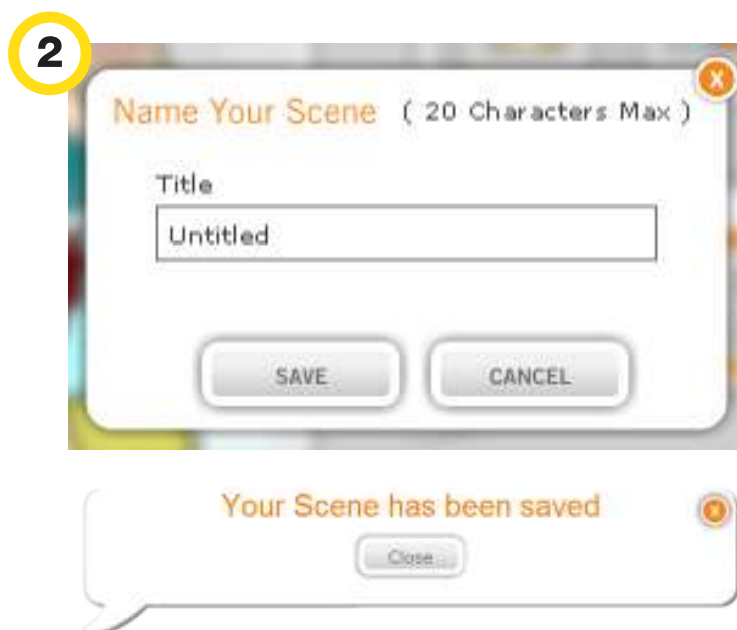 2
X
Name Your Scene ( 20 Characters Max )
Title
Untitled
SAVE CANCEL
Your Scene has been saved
X
Close